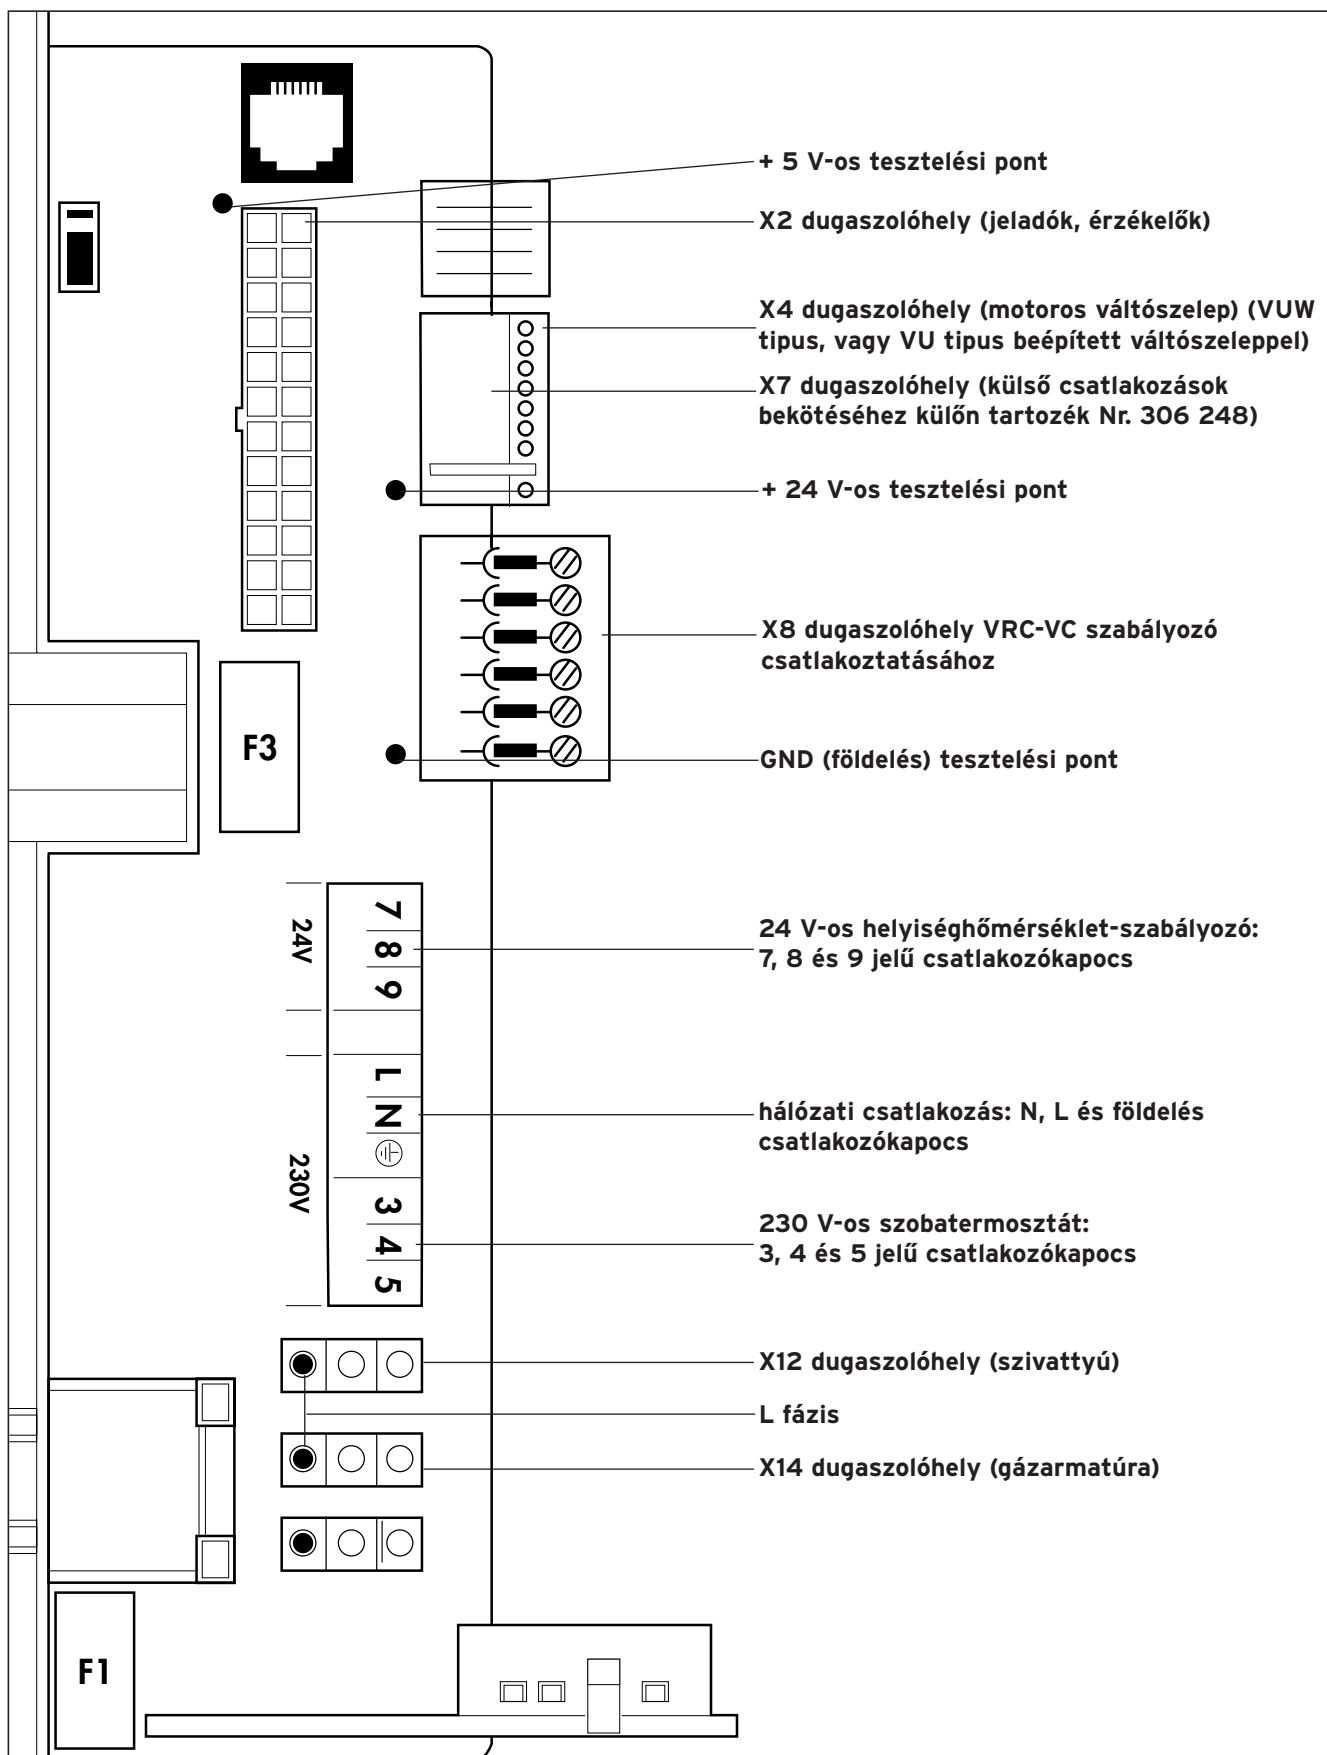 + 5 V-os tesztelési pont
X2 dugaszolóhely (jeladók, érzékelők)
X4 dugaszolóhely (motoros váltószelep) (VUW
tipus, vagy VU tipus beépített váltószeleppel)
X7 dugaszolóhely (külső csatlakozások
bekötéséhez külőn tartozék Nr. 306 248)
+ 24 V-os tesztelési pont
X8 dugaszolóhely VRC-VC szabályozó
csatlakoztatásához
F3
GND (földelés) tesztelési pont
24V
7
8
9
24 V-os helyiséghőmérséklet-szabályozó:
7, 8 és 9 jelű csatlakozókapocs
L
N
hálózati csatlakozás: N, L és földelés
csatlakozókapocs
230V
3
4
5
230 V-os szobatermosztát:
3, 4 és 5 jelű csatlakozókapocs
X12 dugaszolóhely (szivattyú)
L fázis
X14 dugaszolóhely (gázarmatúra)
F1